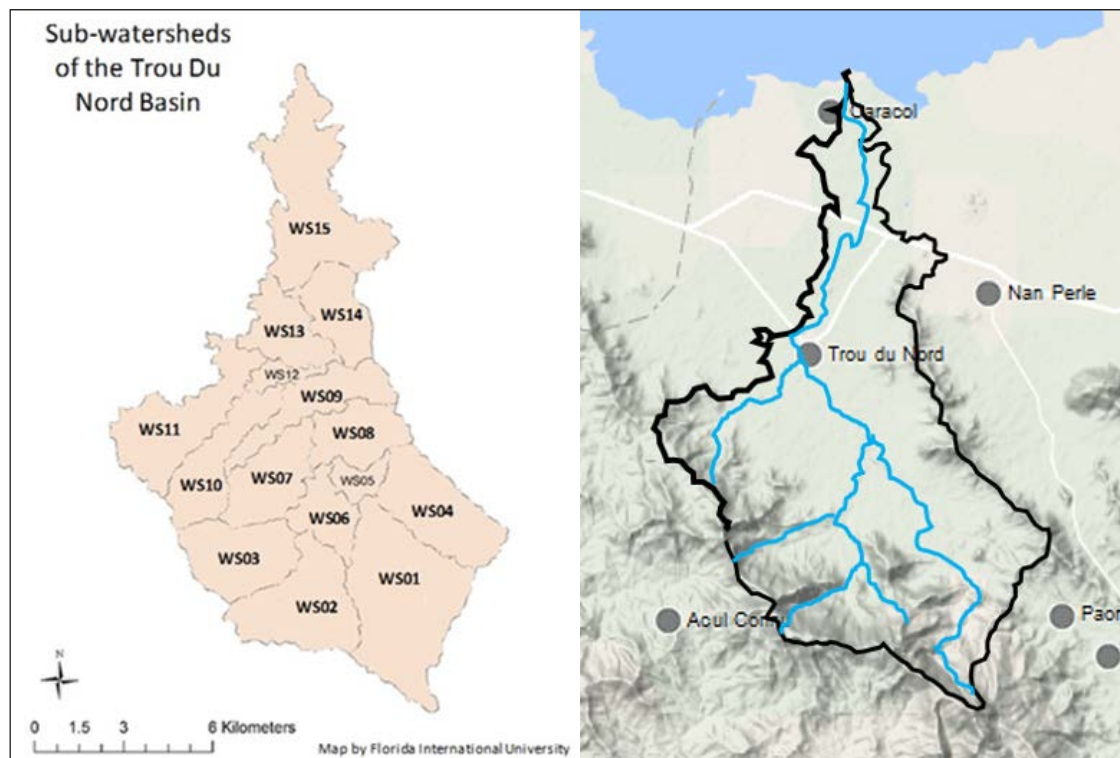 Sub-watersheds
of the Trou Du
Nord Basin
WS15
WS14
WS13
WS12
WS09
WS11
WS08
WS10
WS07
WS05
WS06
WS04
WS03
WS01
WS02
N
0 1.5 3 6 Kilometers
Map by Florida International University
Caracol
Nan Perle
Trou du Nord
Paor